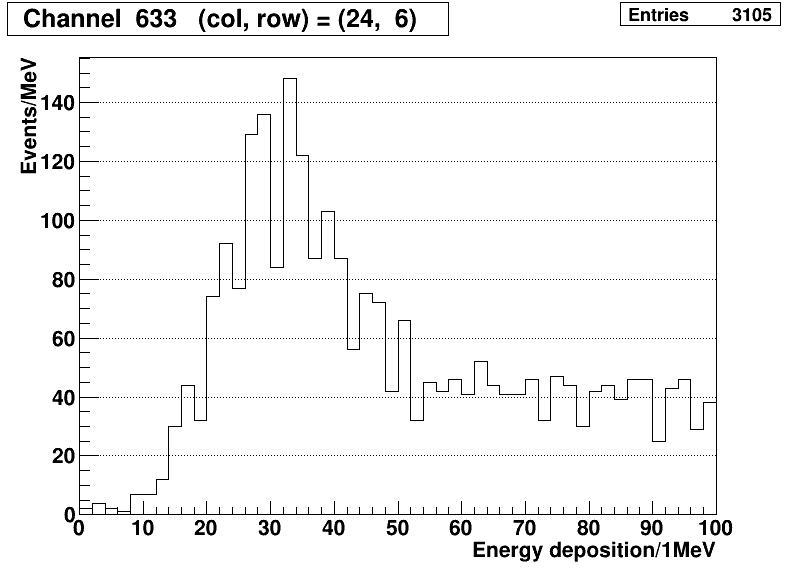 Channel 633 (col, row) = (24, 6)
Entries 3105
Events/MeV
140
120
100
80
60
40
20
0
0 10 20 30 40 50 60 70 80 90 100
Energy deposition/1MeV